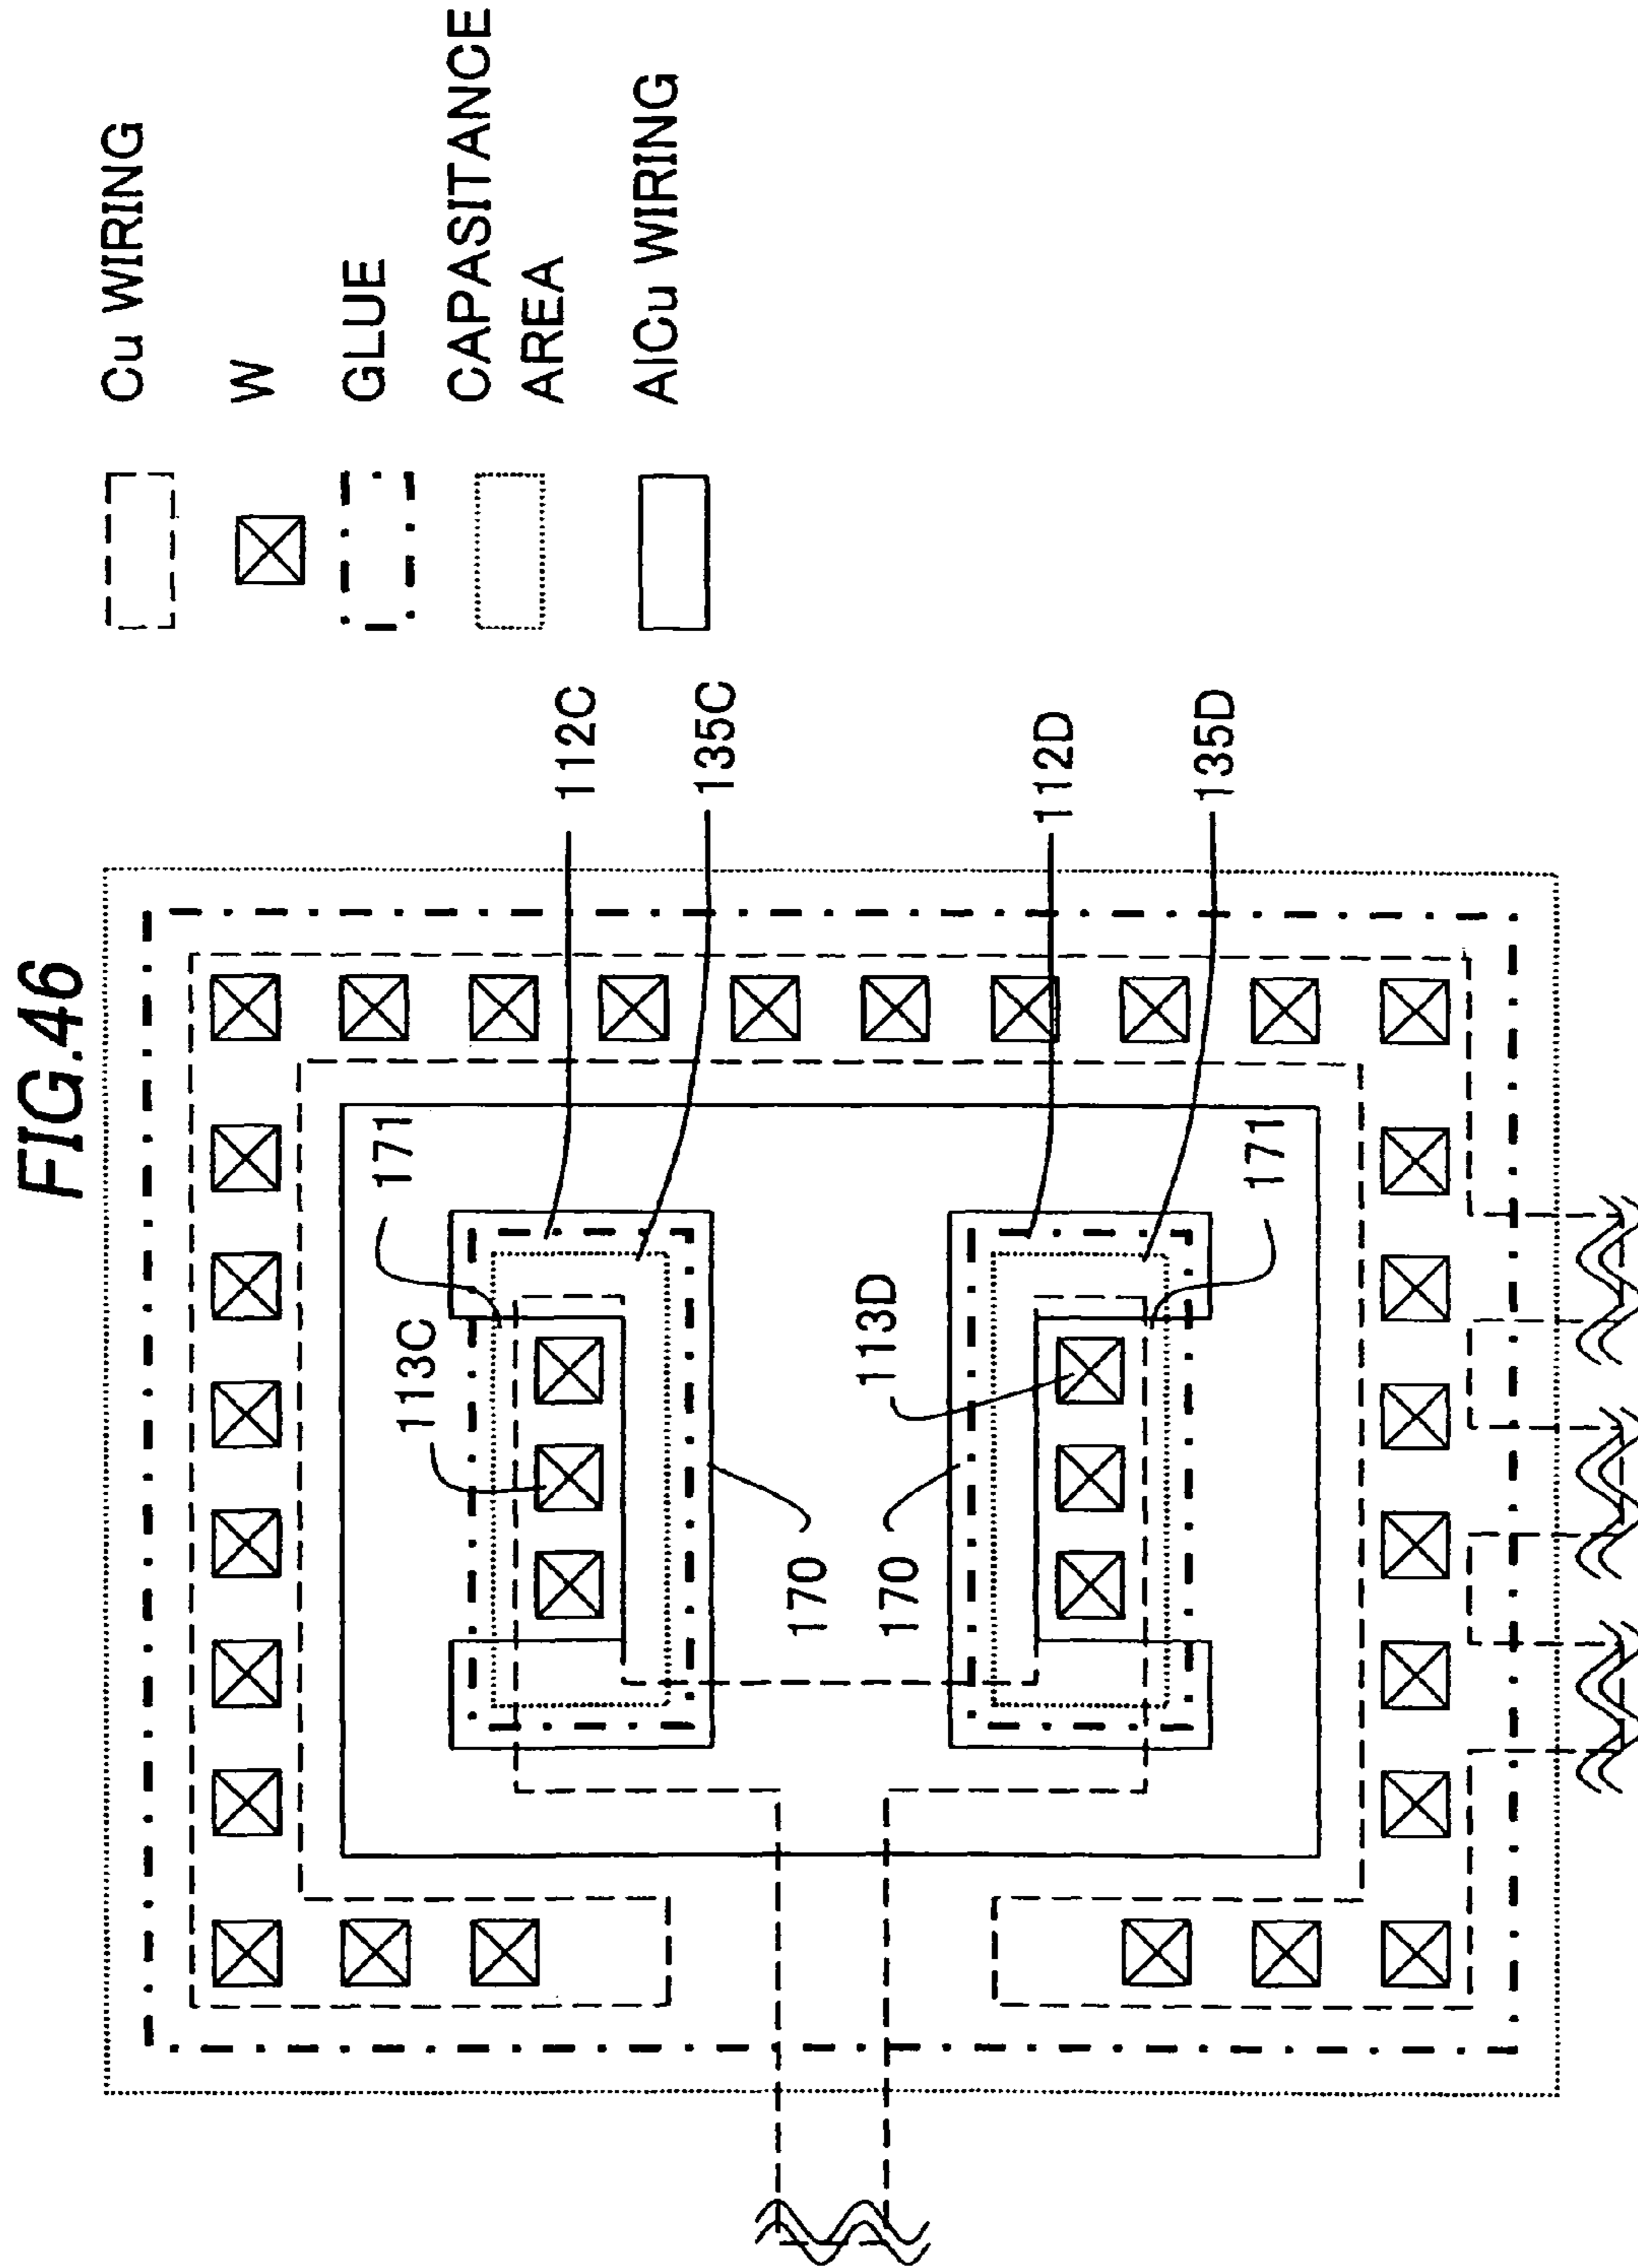 FIG.46
Cu WIRING
W
GLUE
CAPASITANCE
AREA
AlCu WIRING
112C
135C
112D
135D
171
171
113C
113D
170
170